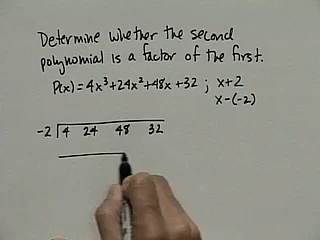 Determine whether the second
polynomial is a factor of the first.
P(x) = 4x³+24x²+48x+32 ; x+2
x-(-2)
-2 4 24 48 32